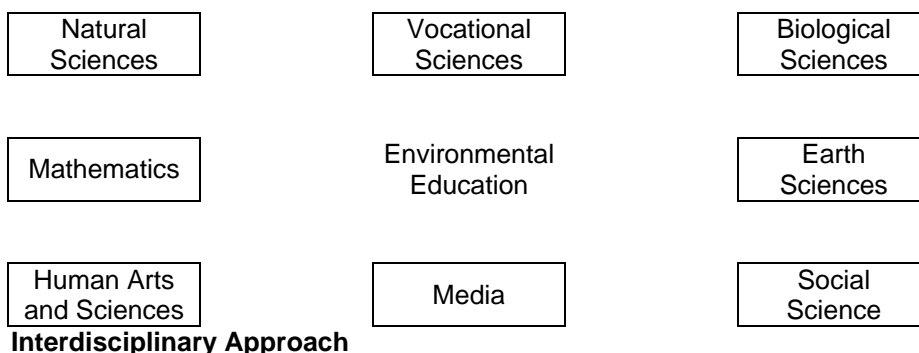 Natural
Sciences
Vocational
Sciences
Biological
Sciences
Mathematics
Environmental
Education
Earth
Sciences
Human Arts
and Sciences
Media
Social
Science
Interdisciplinary Approach